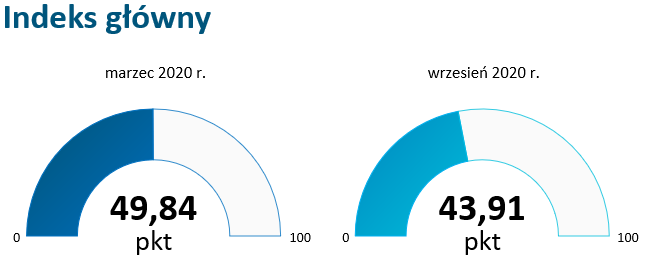 Indeks główny
marzec 2020 r.
wrzesień 2020 r.
49,84
pkt
0
100
43,91
pkt
0
100